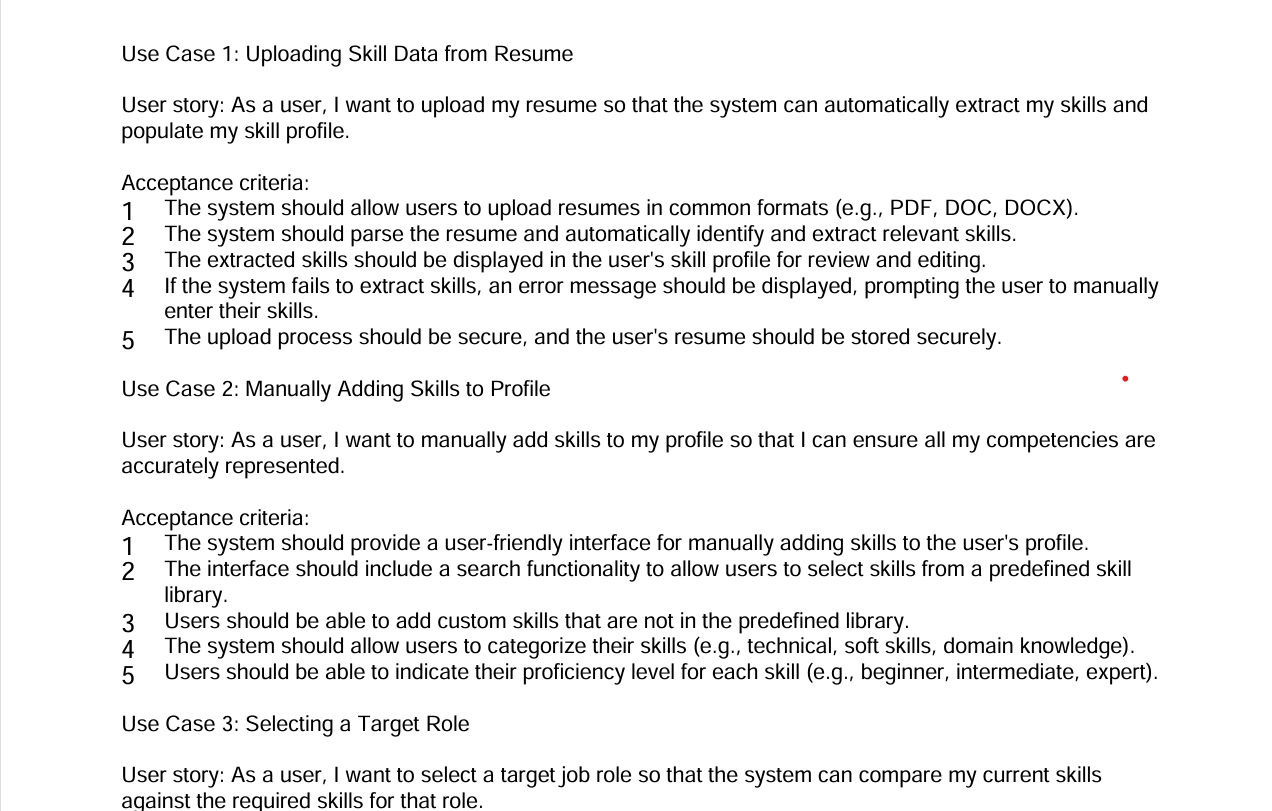 Use Case 1: Uploading Skill Data from Resume
User story: As a user, I want to upload my resume so that the system can automatically extract my skills and
populate my skill profile.
Acceptance criteria:
1 The system should allow users to upload resumes in common formats (e.g., PDF, DOC, DOCX).
2 The system should parse the resume and automatically identify and extract relevant skills.
3 The extracted skills should be displayed in the user's skill profile for review and editing.
4 If the system fails to extract skills, an error message should be displayed, prompting the user to manually
enter their skills.
5 The upload process should be secure, and the user's resume should be stored securely.
Use Case 2: Manually Adding Skills to Profile
User story: As a user, I want to manually add skills to my profile so that I can ensure all my competencies are
accurately represented.
Acceptance criteria:
1 The system should provide a user-friendly interface for manually adding skills to the user's profile.
2 The interface should include a search functionality to allow users to select skills from a predefined skill
library.
3 Users should be able to add custom skills that are not in the predefined library.
4 The system should allow users to categorize their skills (e.g., technical, soft skills, domain knowledge).
5 Users should be able to indicate their proficiency level for each skill (e.g., beginner, intermediate, expert).
Use Case 3: Selecting a Target Role
User story: As a user, I want to select a target job role so that the system can compare my current skills
against the required skills for that role.